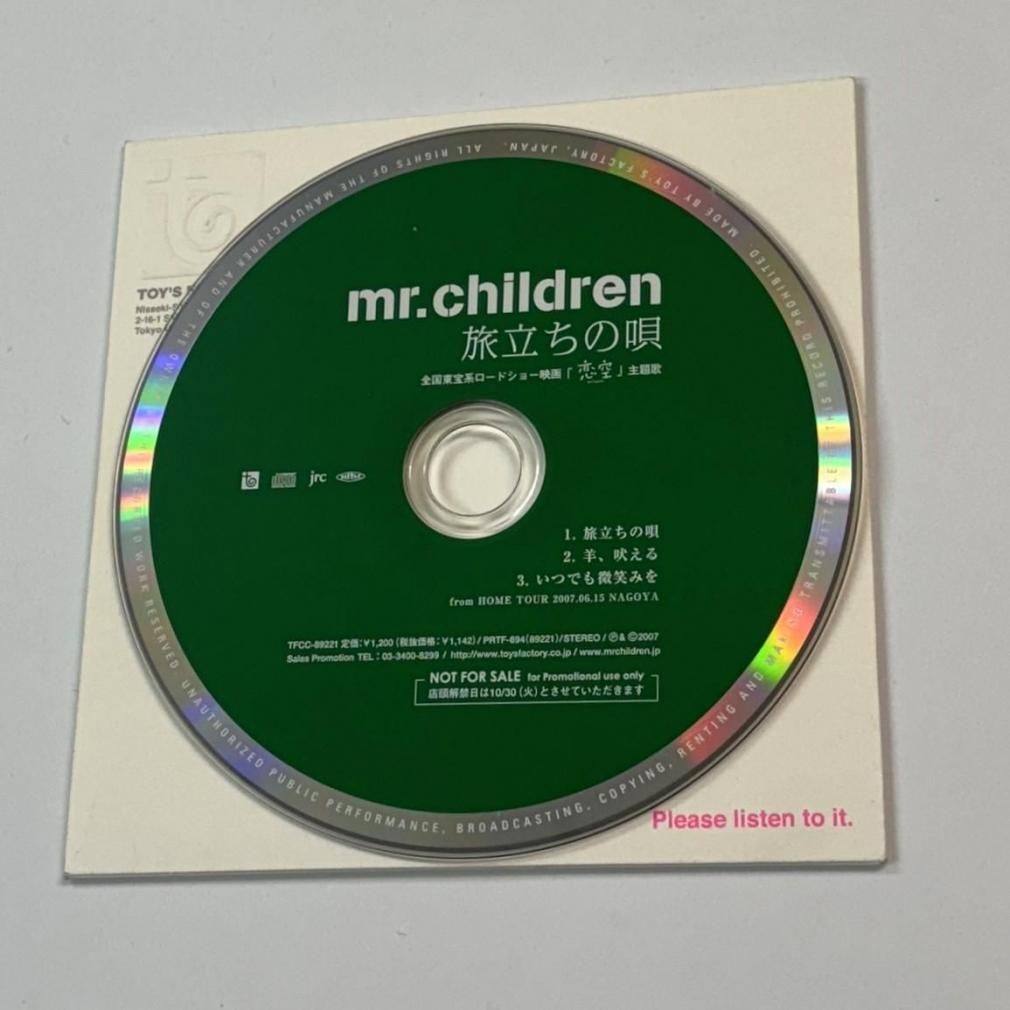 TOY'S
2-16-1
Tokyo
mr.children
旅立ちの唄
全国東宝系ロードショー映画「恋空」主題歌
jrc
1. 旅立ちの唄
2. 羊、吠える
3. いつでも微笑みを
from HOME TOUR 2007.06.15 NAGOYA
TFCC-89221 定価:¥1,200 (税抜価格:¥1,142) / PRTF-694(89221)/STEREO / ℗& ©2007
Sales Promotion TEL : 03-3400-8299 / http://www.toysfactory.co.jp / www.mrchildren.jp
NOT FOR SALE for Promotional use only
店頭解禁日は10/30 (火) とさせていただきます
MADE BY TOY'S FACTORY, JAPAN. ALL RIGHTS OF THE MANUFACTURER AND OF THE OWNER WORK RESERVED. UNAUTHORIZED PUBLIC PERFORMANCE, BROADCASTING, COPYING, RENTING AND MAKING TRANSMITTABLE OF THIS RECORD PROHIBITED.
Please listen to it.